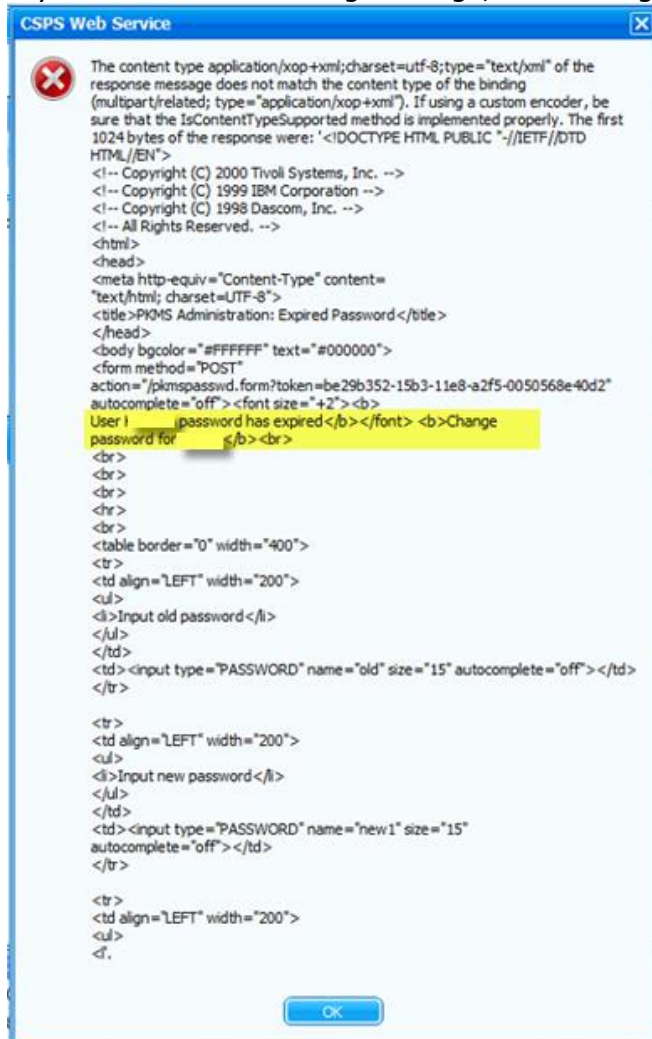 CSPS Web Service
The content type application/xop+xml;charset=utf-8;type="text/xml" of the
response message does not match the content type of the binding
(multipart/related; type="application/xop+xml"). If using a custom encoder, be
sure that the IsContentTypeSupported method is implemented properly. The first
1024 bytes of the response were: '<!DOCTYPE HTML PUBLIC "-//IETF//DTD
HTML//EN">
<!-- Copyright (C) 2000 Tivoli Systems, Inc. -->
<!-- Copyright (C) 1999 IBM Corporation -->
<!-- Copyright (C) 1998 Dascom, Inc. -->
<!-- All Rights Reserved. -->
<html>
<head>
<meta http-equiv="Content-Type" content=
"text/html; charset=UTF-8">
<title>PKMS Administration: Expired Password</title>
</head>
<body bgcolor="#FFFFFF" text="#000000">
<form method="POST"
action="/pkmspasswd.form?token=be29b352-15b3-11e8-a2f5-0050568e40d2"
autocomplete="off"><font size="+2"><b>
User password has expired</b></font> <b>Change
password for </b><br>
<br>
<br>
<br>
<hr>
<br>
<table border="0" width="400">
<tr>
<td align="LEFT" width="200">
<ul>
<li>Input old password</li>
</ul>
</td>
<td><input type="PASSWORD" name="old" size="15" autocomplete="off"></td>
</tr>
<tr>
<td align="LEFT" width="200">
<ul>
<li>Input new password</li>
</ul>
</td>
<td><input type="PASSWORD" name="new1" size="15"
autocomplete="off"></td>
</tr>
<tr>
<td align="LEFT" width="200">
<ul>
<l'.
OK